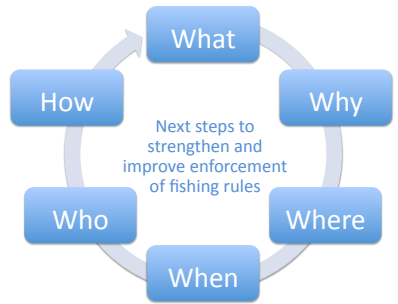 What
Why
Where
When
Who
How
Next steps to
strengthen and
improve enforcement
of fishing rules